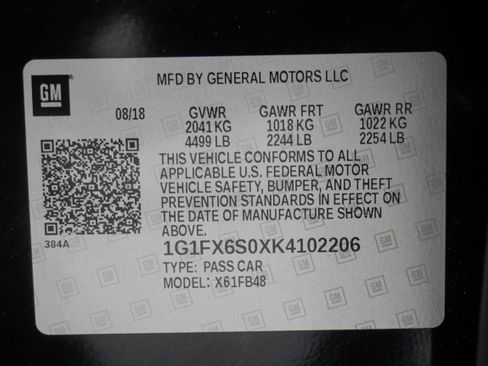 GM
MFD BY GENERAL MOTORS LLC
08/18 GVWR GAWR FRT GAWR RR
2041 KG 1018 KG 1022 KG
4499 LB 2244 LB 2254 LB
THIS VEHICLE CONFORMS TO ALL
APPLICABLE U.S. FEDERAL MOTOR
VEHICLE SAFETY, BUMPER, AND THEFT
PREVENTION STANDARDS IN EFFECT ON
THE DATE OF MANUFACTURE SHOWN
ABOVE.
384A
1G1FX6S0XK4102206
TYPE: PASS CAR
MODEL: X61FB48